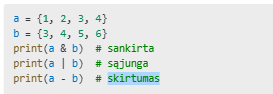 a = {1, 2, 3, 4}
b = {3, 4, 5, 6}
print(a & b)  # sankirta
print(a | b)  # sąjunga
print(a - b)  # skirtumas